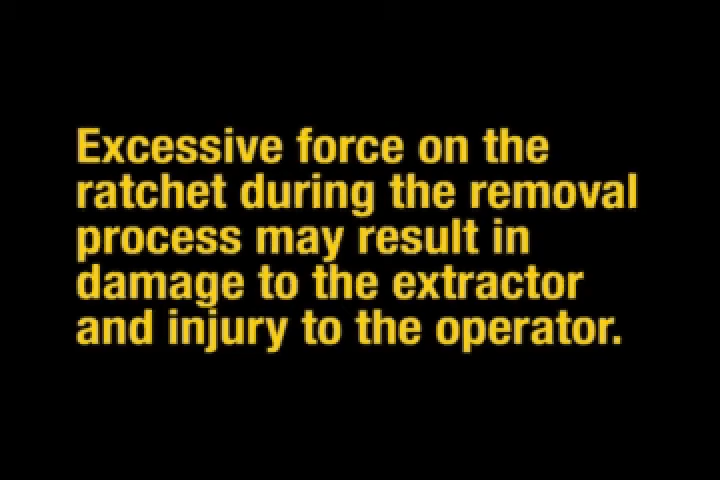 Excessive force on the
ratchet during the removal
process may result in
damage to the extractor
and injury to the operator.